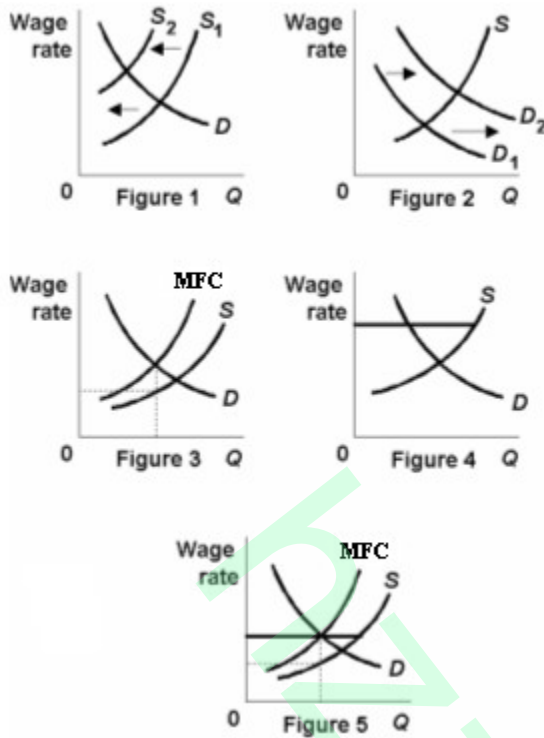 Wage rate
S2
S1
D
0
Figure 1
Q
Wage rate
S
D2
D1
0
Figure 2
Q
Wage rate
MFC
S
D
0
Figure 3
Q
Wage rate
S
D
0
Figure 4
Q
Wage rate
MFC
S
D
0
Figure 5
Q